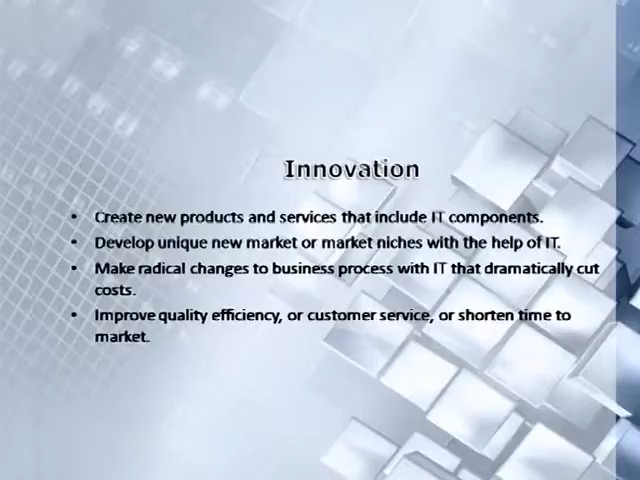 Innovation
• Create new products and services that include IT components.
• Develop unique new market or market niches with the help of IT.
• Make radical changes to business process with IT that dramatically cut
costs.
• Improve quality efficiency, or customer service, or shorten time to
market.